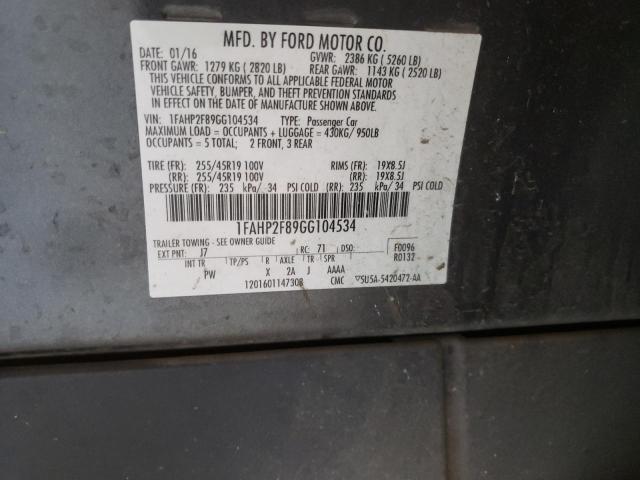 MFD. BY FORD MOTOR CO.
DATE: 01/16 GVWR: 2386 KG ( 5260 LB)
FRONT GAWR: 1279 KG ( 2820 LB) REAR GAWR: 1143 KG ( 2520 LB)
THIS VEHICLE CONFORMS TO ALL APPLICABLE FEDERAL MOTOR
VEHICLE SAFETY, BUMPER, AND THEFT PREVENTION STANDARDS
IN EFFECT ON THE DATE OF MANUFACTURE SHOWN ABOVE.
VIN: 1FAHP2F89GG104534 TYPE: Passenger Car
MAXIMUM LOAD = OCCUPANTS + LUGGAGE = 430KG/ 950LB
OCCUPANTS = 5 TOTAL; 2 FRONT, 3 REAR
TIRE (FR): 255/45R19 100V RIMS (FR): 19X8.5J
(RR): 255/45R19 100V (RR): 19X8.5J
PRESSURE (FR): 235 kPa/ 34 PSI COLD (RR): 235 kPa/ 34 PSI COLD
1FAHP2F89GG104534
TRAILER TOWING - SEE OWNER GUIDE
EXT PNT: J7 RC: 71 DSO: F0096
INT TR TP/PS R AXLE TR SPR R0132
PW X 2A J AAAA
1201601147308 CMC ▽5U5A-5420472-AA